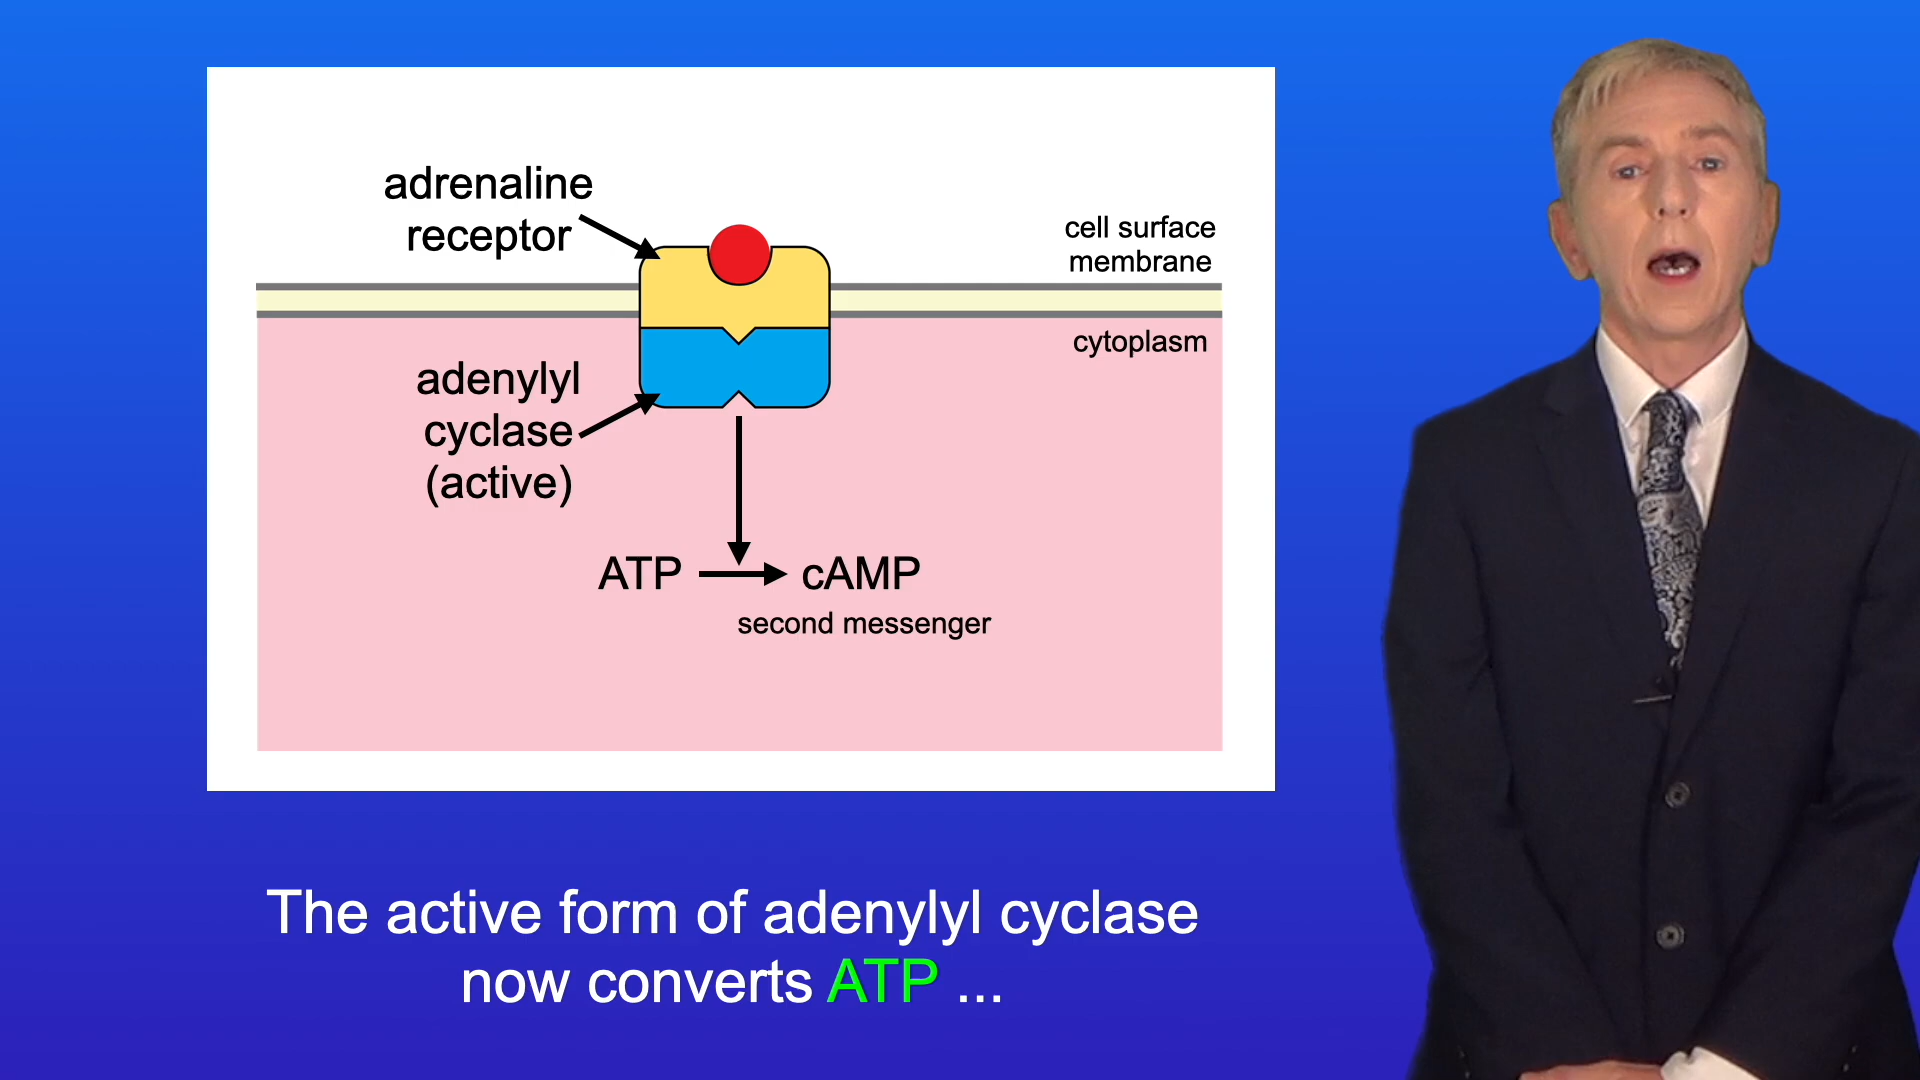 adrenaline
receptor
cell surface
membrane
cytoplasm
adenylyl
cyclase
(active)
ATP
cAMP
second messenger
The active form of adenylyl cyclase
now converts ATP ...